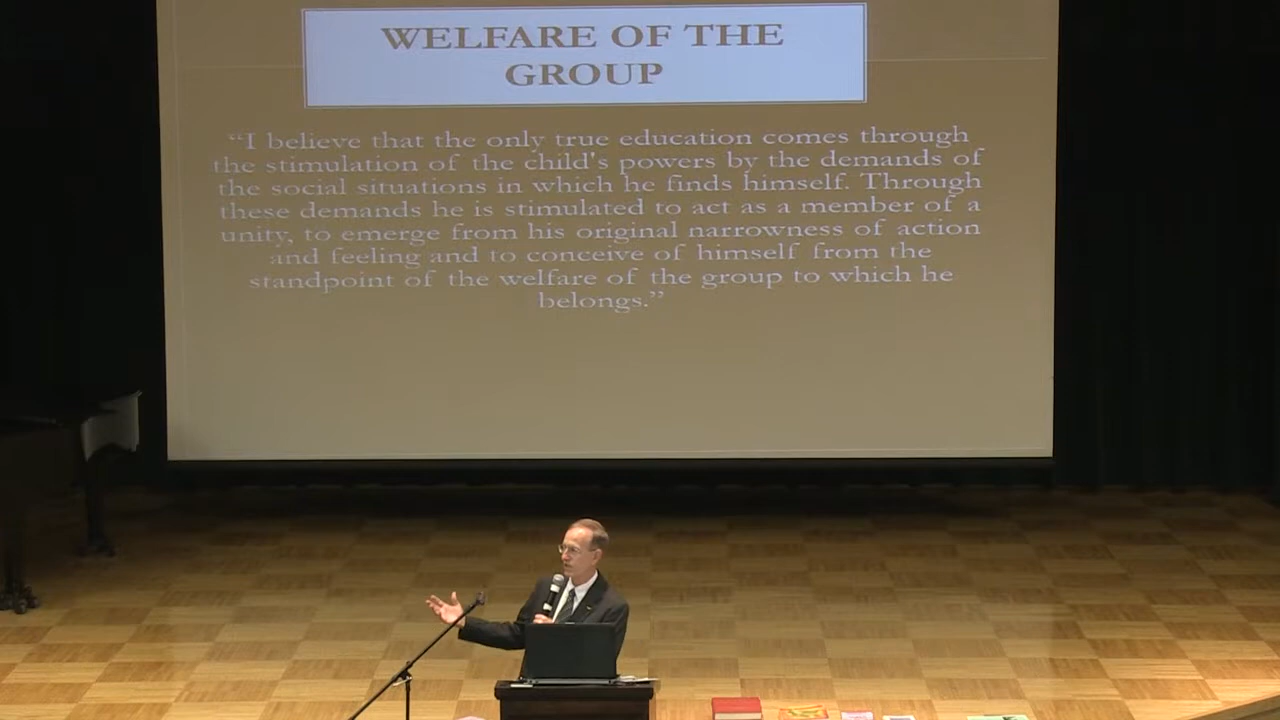 WELFARE OF THE
GROUP
“I believe that the only true education comes through
the stimulation of the child's powers by the demands of
the social situations in which he finds himself. Through
these demands he is stimulated to act as a member of a
unity, to emerge from his original narrowness of action
and feeling and to conceive of himself from the
standpoint of the welfare of the group to which he
belongs.”